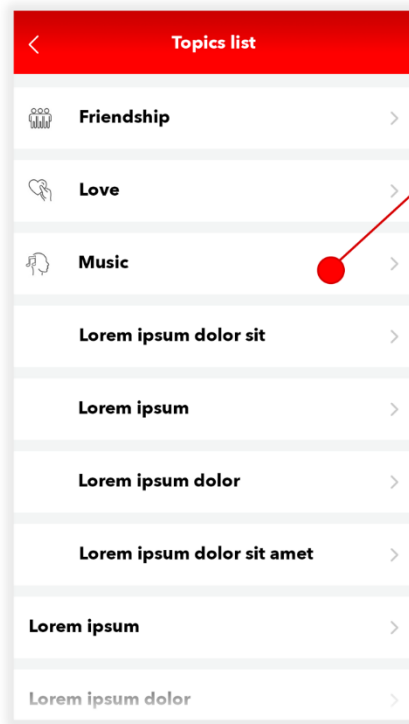 Topics list
Friendship
Love
Music
Lorem ipsum dolor sit
Lorem ipsum
Lorem ipsum dolor
Lorem ipsum dolor sit amet
Lorem ipsum
Lorem ipsum dolor